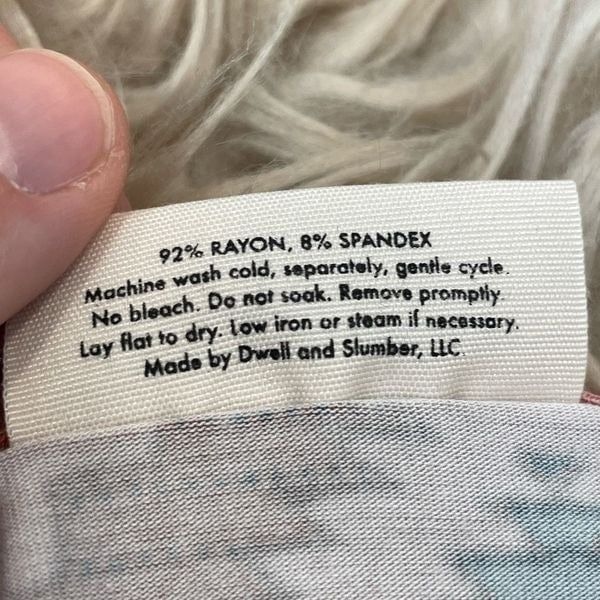 92% RAYON, 8% SPANDEX
Machine wash cold, separately, gentle cycle.
No bleach. Do not soak. Remove promptly.
Lay flat to dry. Low iron or steam if necessary.
Made by Dwell and Slumber, LLC.